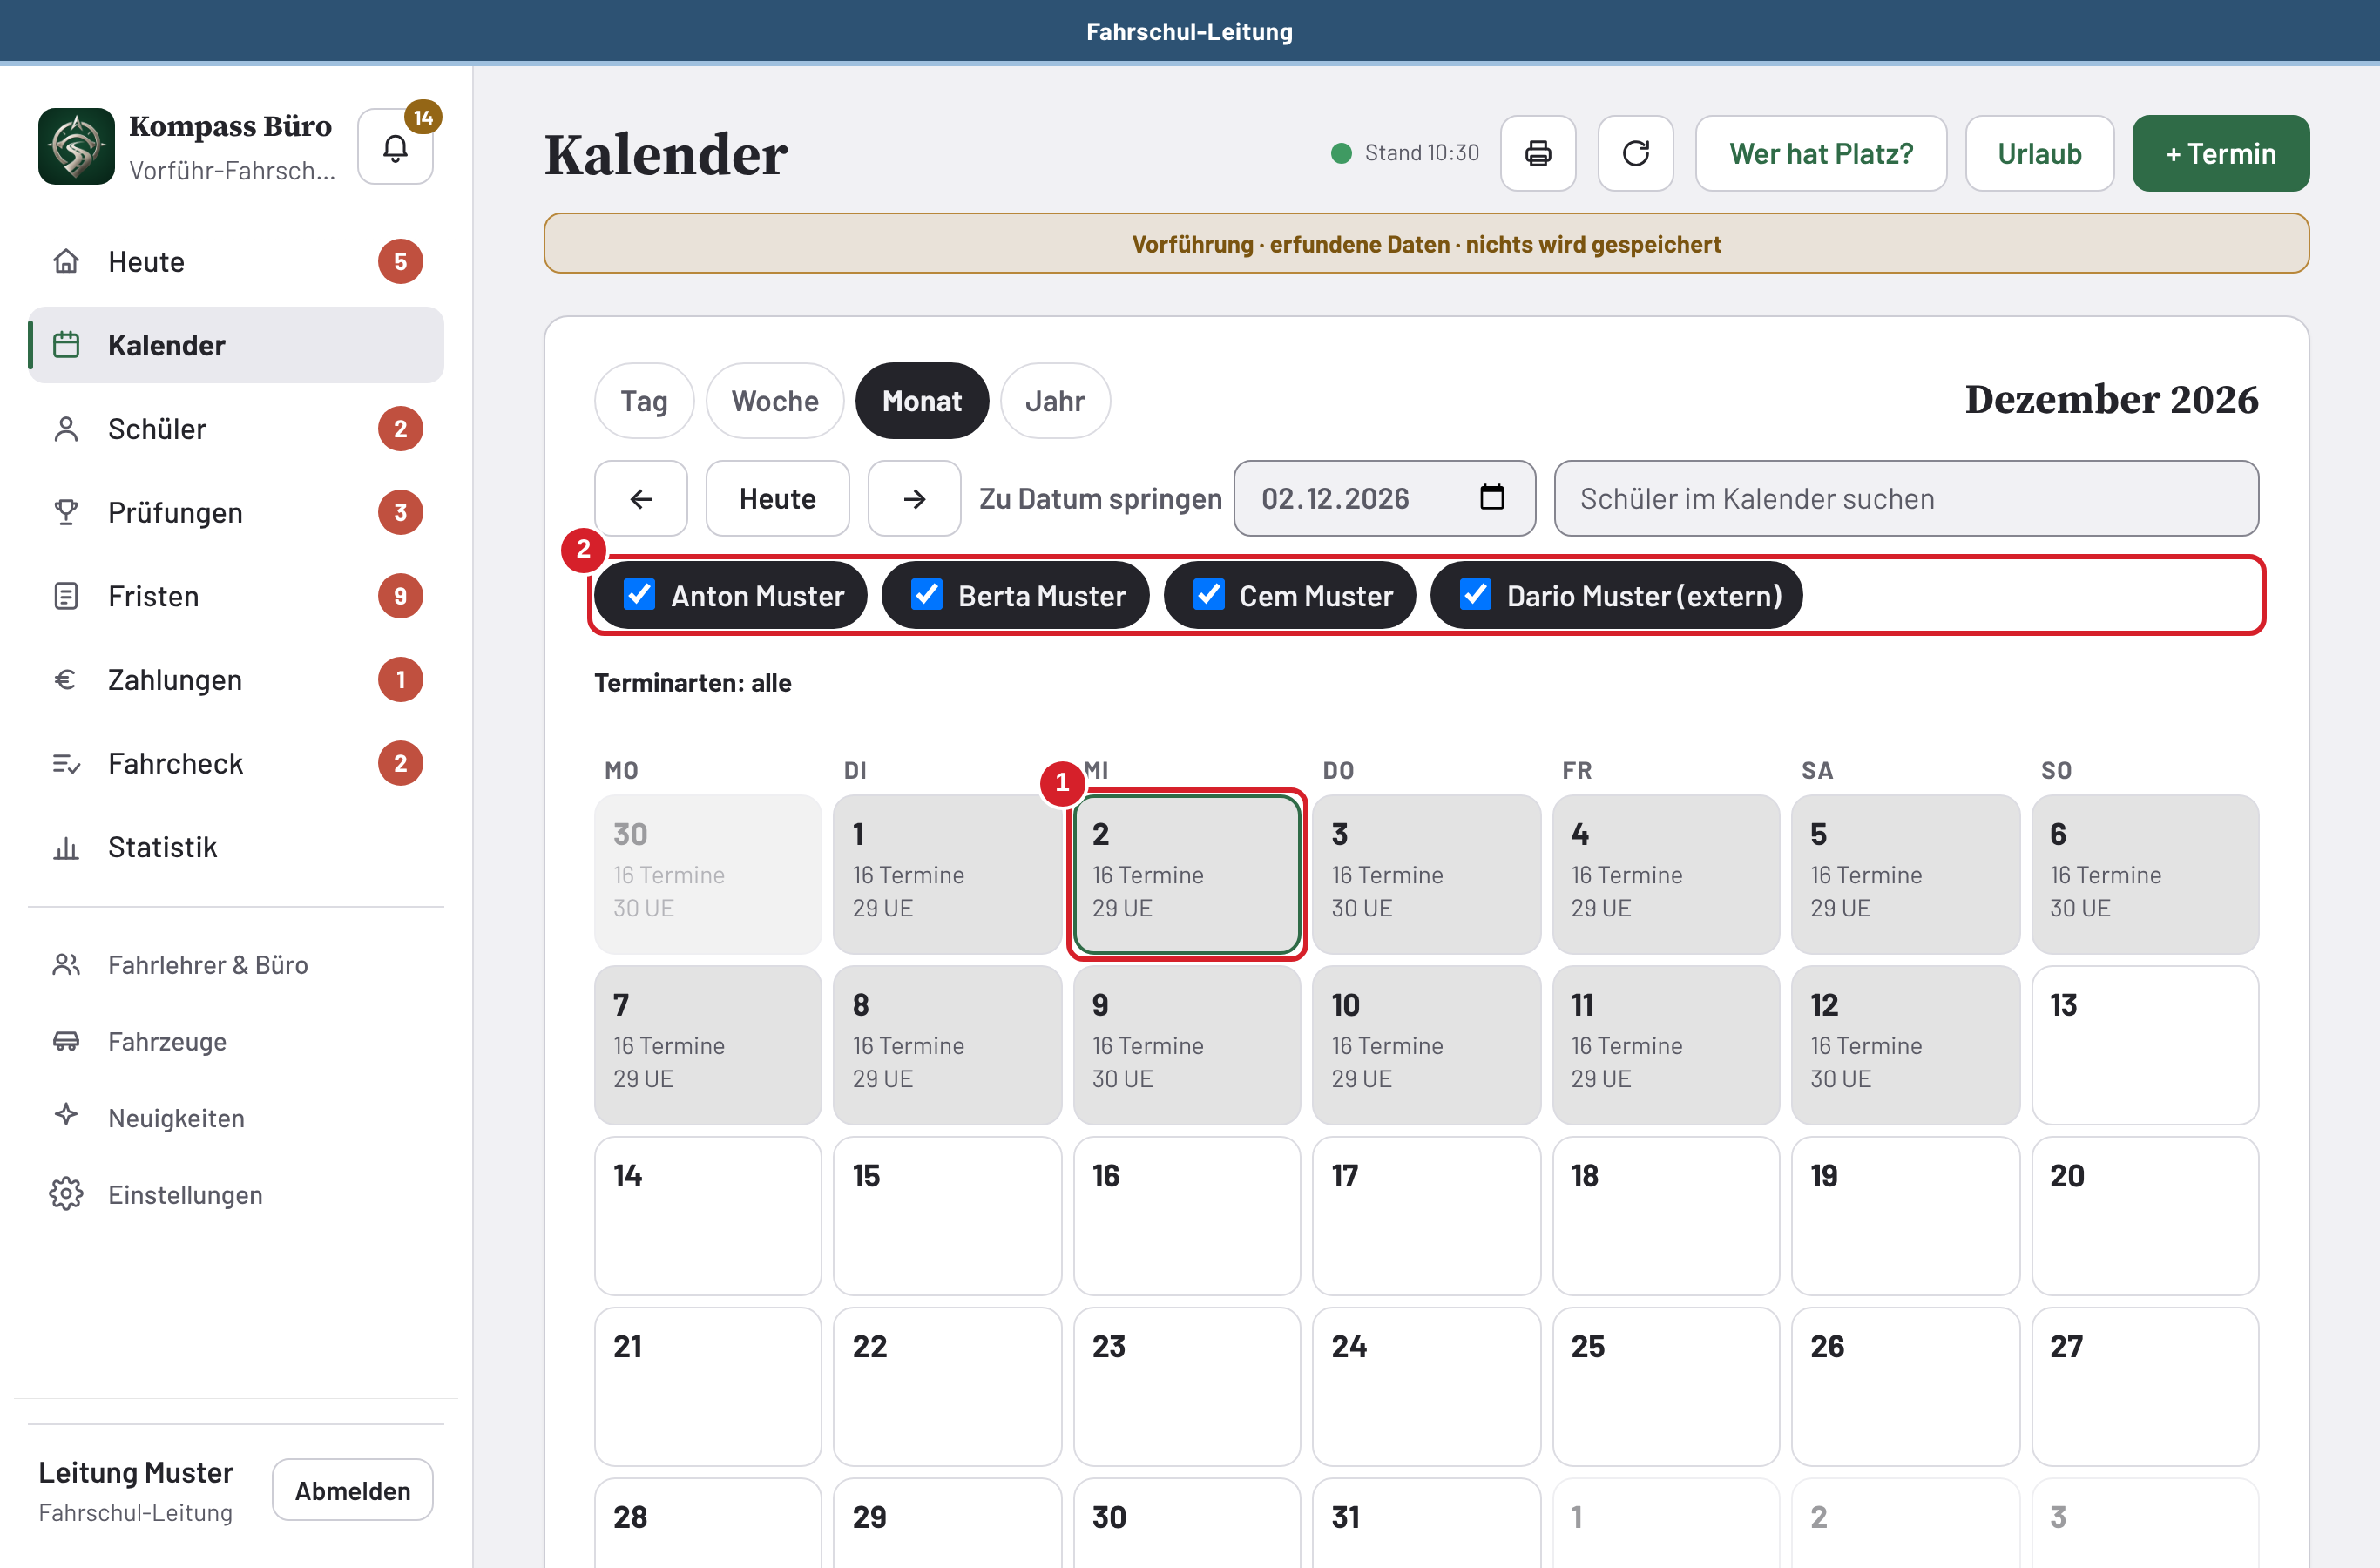 Fahrschul-Leitung
Kompass Büro
Vorführ-Fahrsch...
14
Heute 5
Kalender
Schüler 2
Prüfungen 3
Fristen 9
Zahlungen 1
Fahrcheck 2
Statistik
Fahrlehrer & Büro
Fahrzeuge
Neuigkeiten
Einstellungen
Leitung Muster
Fahrschul-Leitung
Abmelden
Kalender
Stand 10:30
Wer hat Platz?
Urlaub
+ Termin
Vorführung · erfundene Daten · nichts wird gespeichert
Tag Woche Monat Jahr
Dezember 2026
← Heute → Zu Datum springen 02.12.2026 Schüler im Kalender suchen
2
Anton Muster Berta Muster Cem Muster Dario Muster (extern)
Terminarten: alle
1
MO DI MI DO FR SA SO
30 1 2 3 4 5 6
16 Termine 16 Termine 16 Termine 16 Termine 16 Termine 16 Termine 16 Termine
30 UE 29 UE 29 UE 30 UE 29 UE 29 UE 30 UE
7 8 9 10 11 12 13
16 Termine 16 Termine 16 Termine 16 Termine 16 Termine 16 Termine
29 UE 29 UE 30 UE 29 UE 29 UE 30 UE
14 15 16 17 18 19 20
21 22 23 24 25 26 27
28 29 30 31 1 2 3